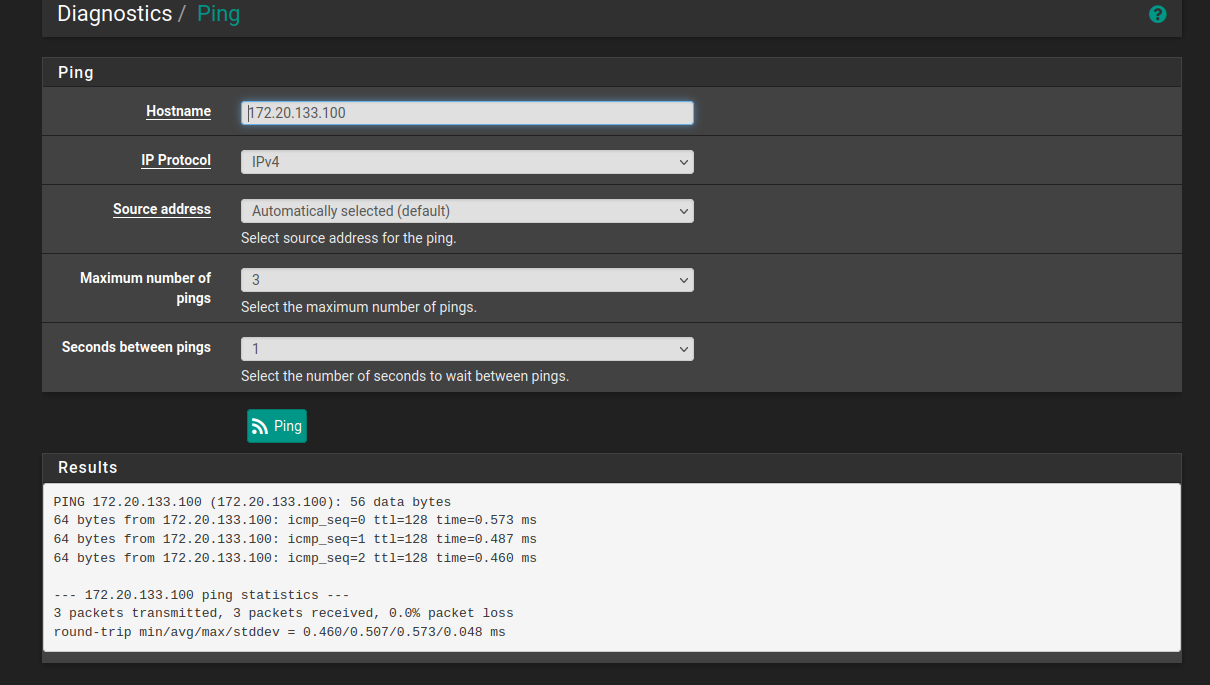 Diagnostics / Ping
Ping
Hostname
172.20.133.100
IP Protocol
IPv4
Source address
Automatically selected (default)
Select source address for the ping.
Maximum number of
pings
3
Select the maximum number of pings.
Seconds between pings
1
Select the number of seconds to wait between pings.
Ping
Results
PING 172.20.133.100 (172.20.133.100): 56 data bytes
64 bytes from 172.20.133.100: icmp_seq=0 ttl=128 time=0.573 ms
64 bytes from 172.20.133.100: icmp_seq=1 ttl=128 time=0.487 ms
64 bytes from 172.20.133.100: icmp_seq=2 ttl=128 time=0.460 ms
--- 172.20.133.100 ping statistics ---
3 packets transmitted, 3 packets received, 0.0% packet loss
round-trip min/avg/max/stddev = 0.460/0.507/0.573/0.048 ms